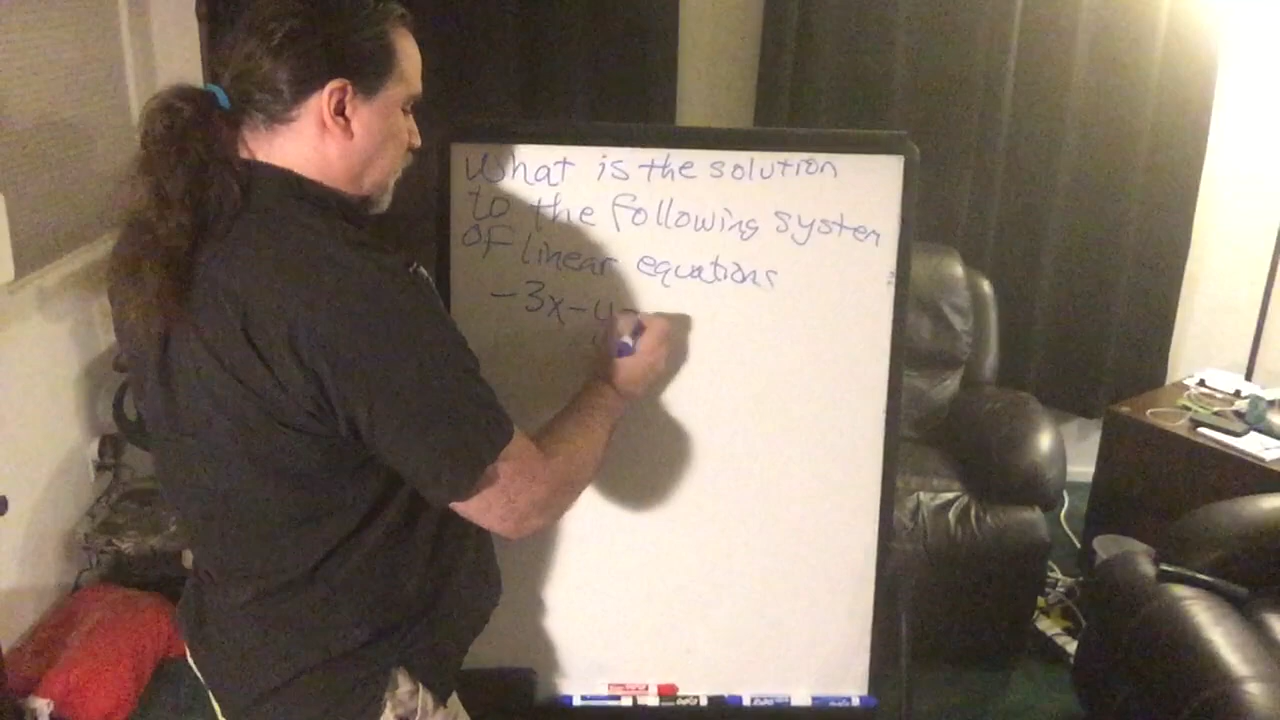 What is the solution
to the following system
of linear equations
-3x-y-